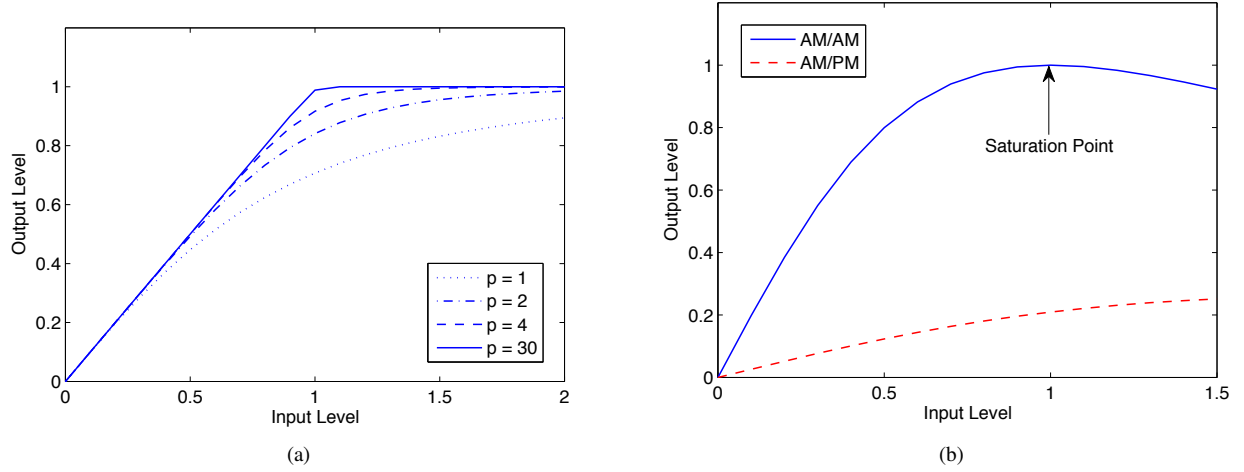 1
0.8
0.6
0.4
0.2
0
0 0.5 1 1.5 2
Output Level
Input Level
p = 1
p = 2
p = 4
p = 30
(a)
1
0.8
0.6
0.4
0.2
0
0 0.5 1 1.5
Output Level
Input Level
AM/AM
AM/PM
Saturation Point
(b)